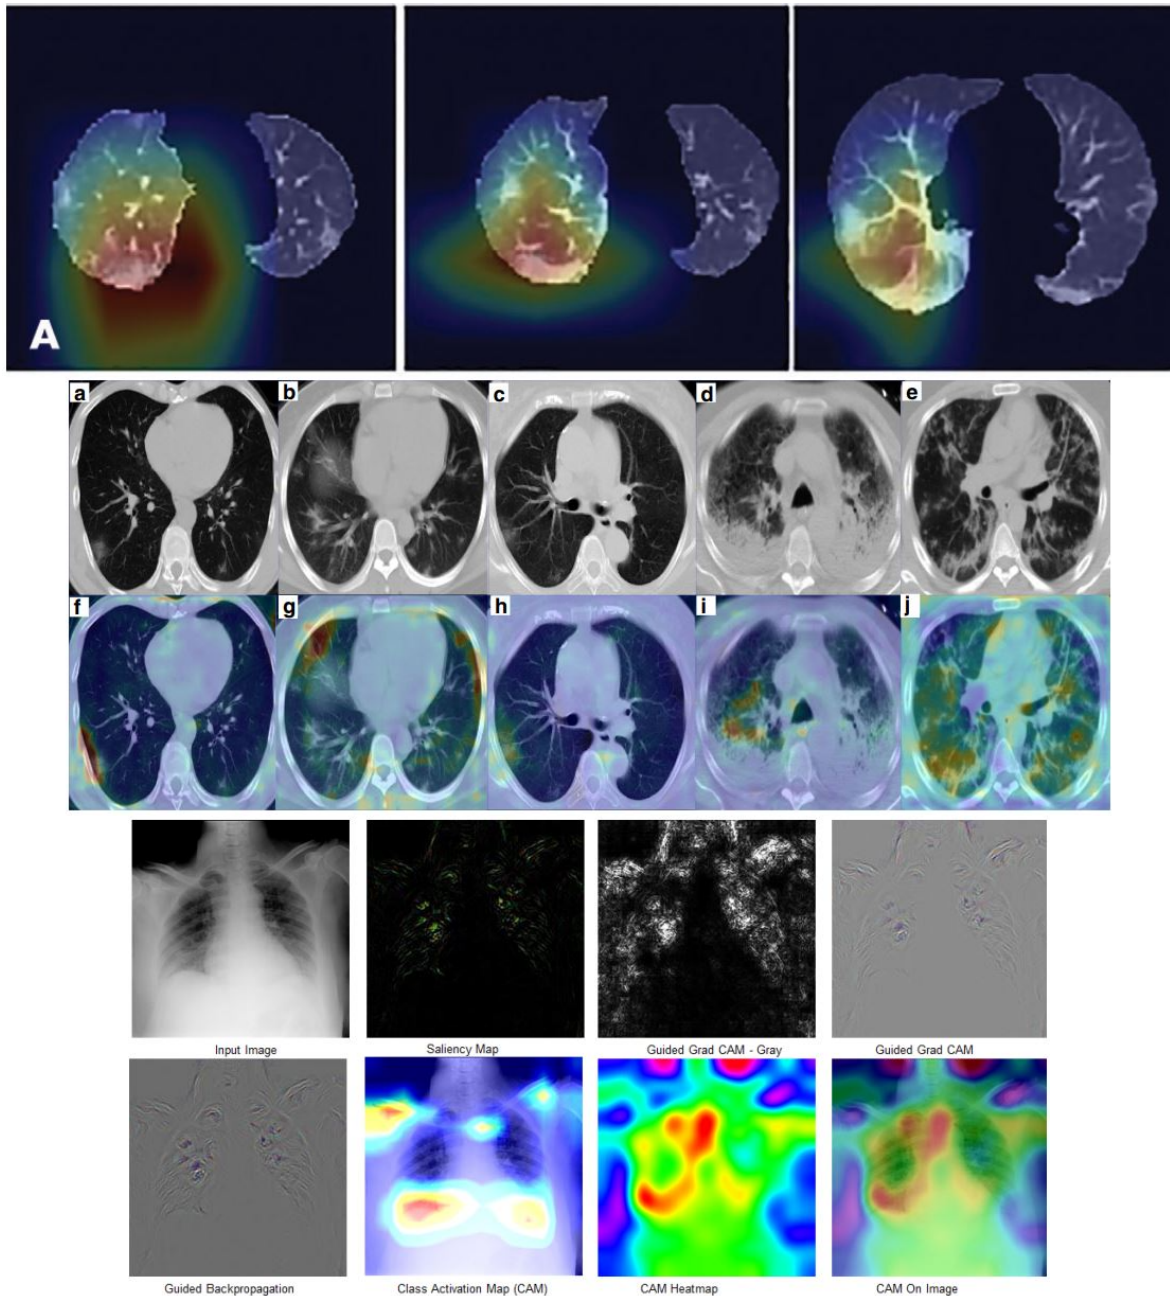 A
a b c d e
f g h i j
Input Image Saliency Map Guided Grad CAM - Gray Guided Grad CAM
Guided Backpropagation Class Activation Map (CAM) CAM Heatmap CAM On Image